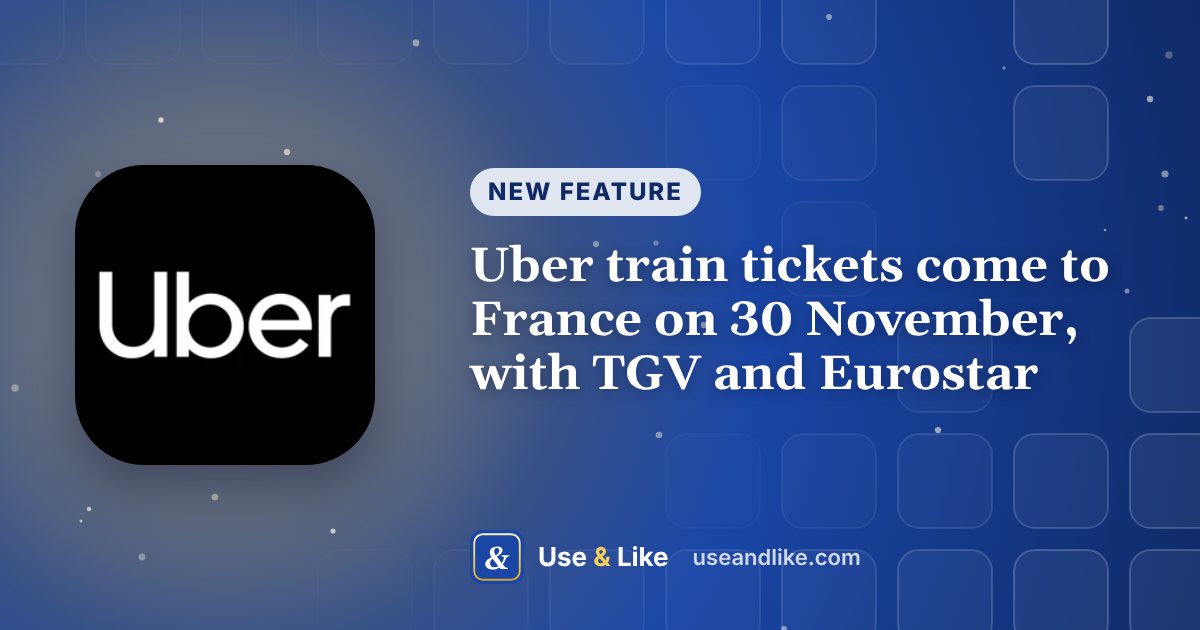 Uber
NEW FEATURE
Uber train tickets come to
France on 30 November,
with TGV and Eurostar
& Use & Like useandlike.com